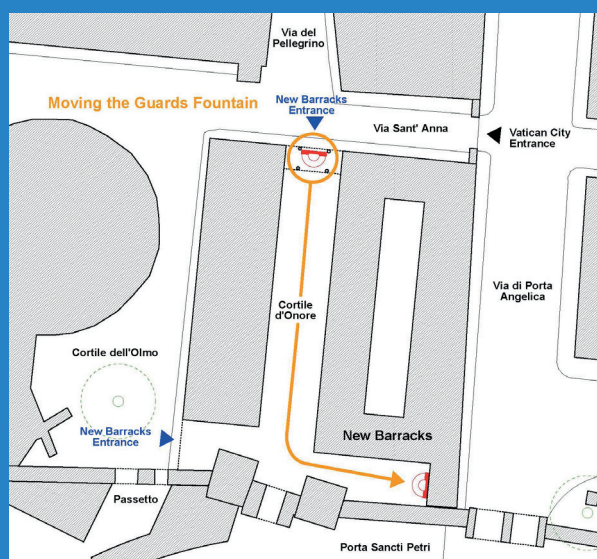 Via del
Pellegrino
Moving the Guards Fountain
New Barracks
Entrance
Via Sant' Anna
Vatican City
Entrance
Via di Porta
Angelica
Cortile
d'Onore
Cortile dell'Olmo
New Barracks
Entrance
New Barracks
Passetto
Porta Sancti Petri